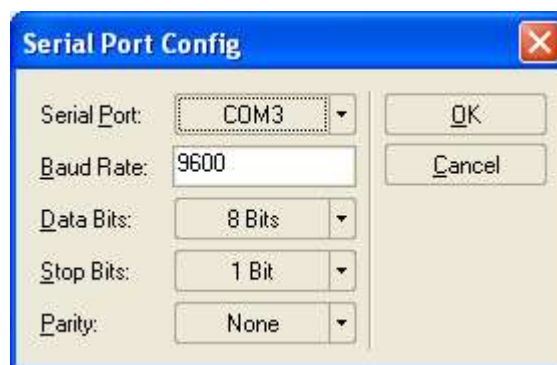 Serial Port Config
Serial Port: COM3 OK
Baud Rate: 9600 Cancel
Data Bits: 8 Bits
Stop Bits: 1 Bit
Parity: None